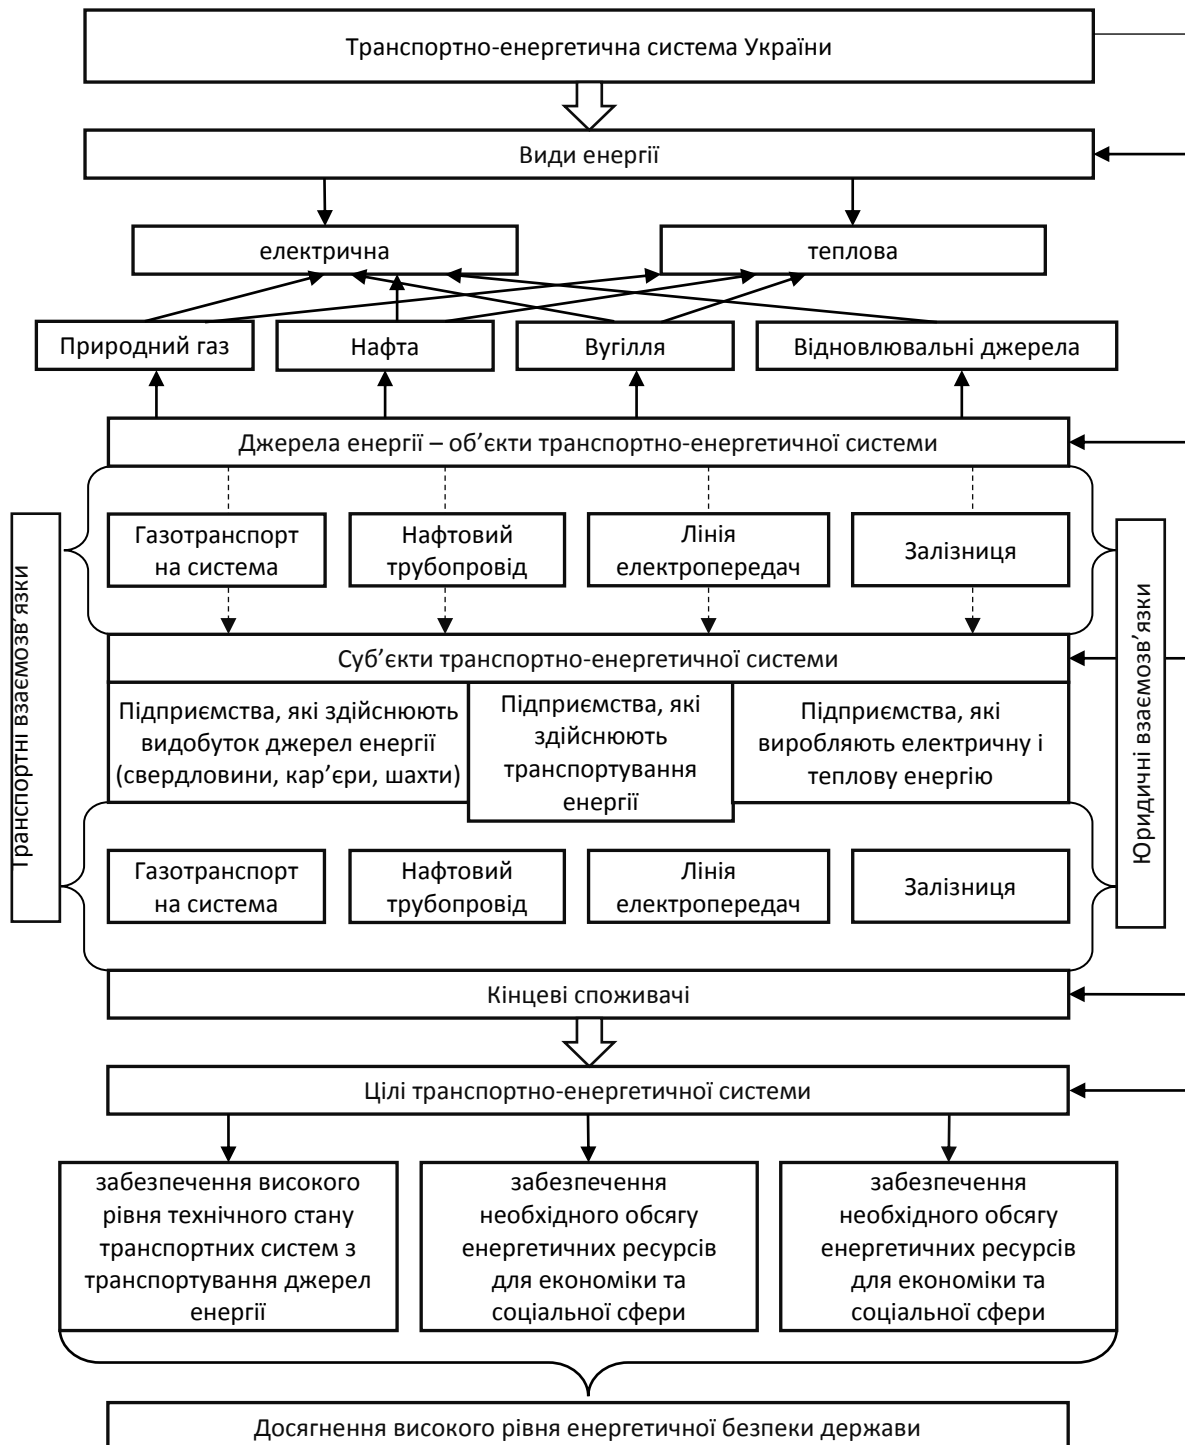 Транспортно-енергетична система України
Види енергії
електрична
теплова
Природний газ
Нафта
Вугілля
Відновлювальні джерела
Джерела енергії – об’єкти транспортно-енергетичної системи
Транспортні взаємозв’язки
Юридичні взаємозв’язки
Газотранспорт
на система
Нафтовий
трубопровід
Лінія
електропередач
Залізниця
Суб’єкти транспортно-енергетичної системи
Підприємства, які здійснюють
видобуток джерел енергії
(свердловини, кар’єри, шахти)
Підприємства, які
здійснюють
транспортування
енергії
Підприємства, які
виробляють електричну і
теплову енергію
Газотранспорт
на система
Нафтовий
трубопровід
Лінія
електропередач
Залізниця
Кінцеві споживачі
Цілі транспортно-енергетичної системи
забезпечення високого
рівня технічного стану
транспортних систем з
транспортування джерел
енергії
забезпечення
необхідного обсягу
енергетичних ресурсів
для економіки та
соціальної сфери
забезпечення
необхідного обсягу
енергетичних ресурсів
для економіки та
соціальної сфери
Досягнення високого рівня енергетичної безпеки держави